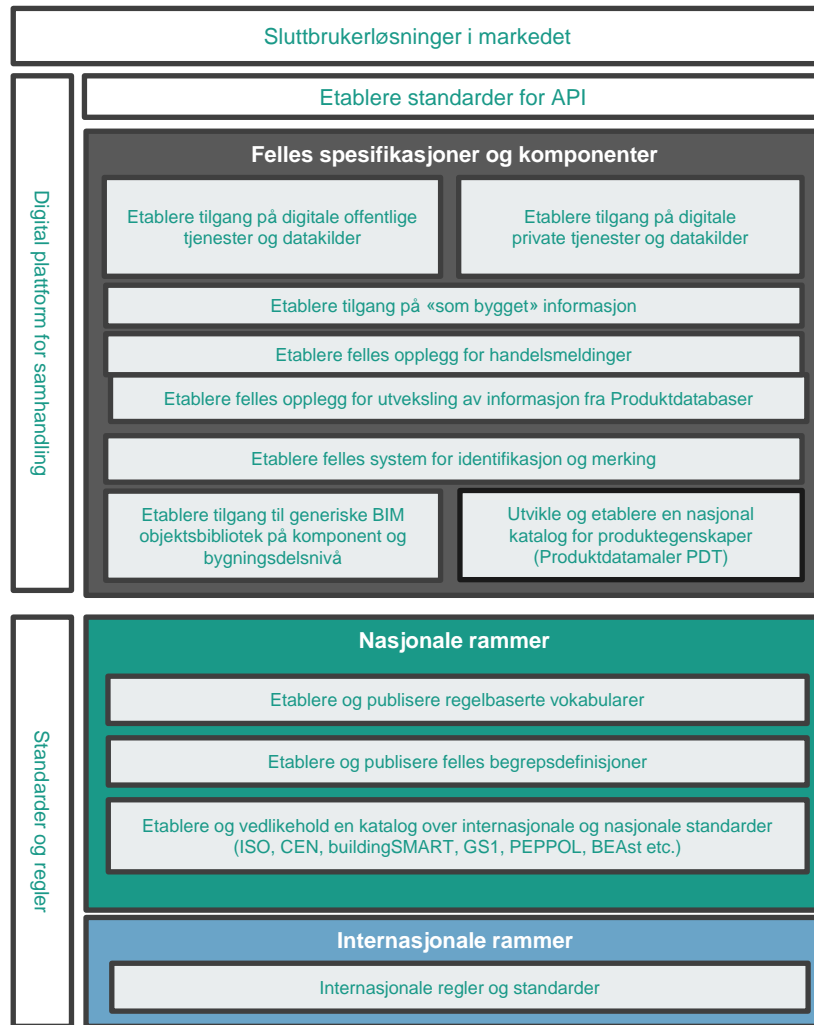 Sluttbrukerløsninger i markedet
Digital plattform for samhandling
Etablere standarder for API
Felles spesifikasjoner og komponenter
Etablere tilgang på digitale offentlige
tjenester og datakilder
Etablere tilgang på digitale
private tjenester og datakilder
Etablere tilgang på «som bygget» informasjon
Etablere felles opplegg for handelsmeldinger
Etablere felles opplegg for utveksling av informasjon fra Produktdatabaser
Etablere felles system for identifikasjon og merking
Etablere tilgang til generiske BIM
objektsbibliotek på komponent og
bygningsdelsnivå
Utvikle og etablere en nasjonal
katalog for produktegenskaper
(Produktdatamaler PDT)
Standarder og regler
Nasjonale rammer
Etablere og publisere regelbaserte vokabularer
Etablere og publisere felles begrepsdefinisjoner
Etablere og vedlikehold en katalog over internasjonale og nasjonale standarder
(ISO, CEN, buildingSMART, GS1, PEPPOL, BEAst etc.)
Internasjonale rammer
Internasjonale regler og standarder